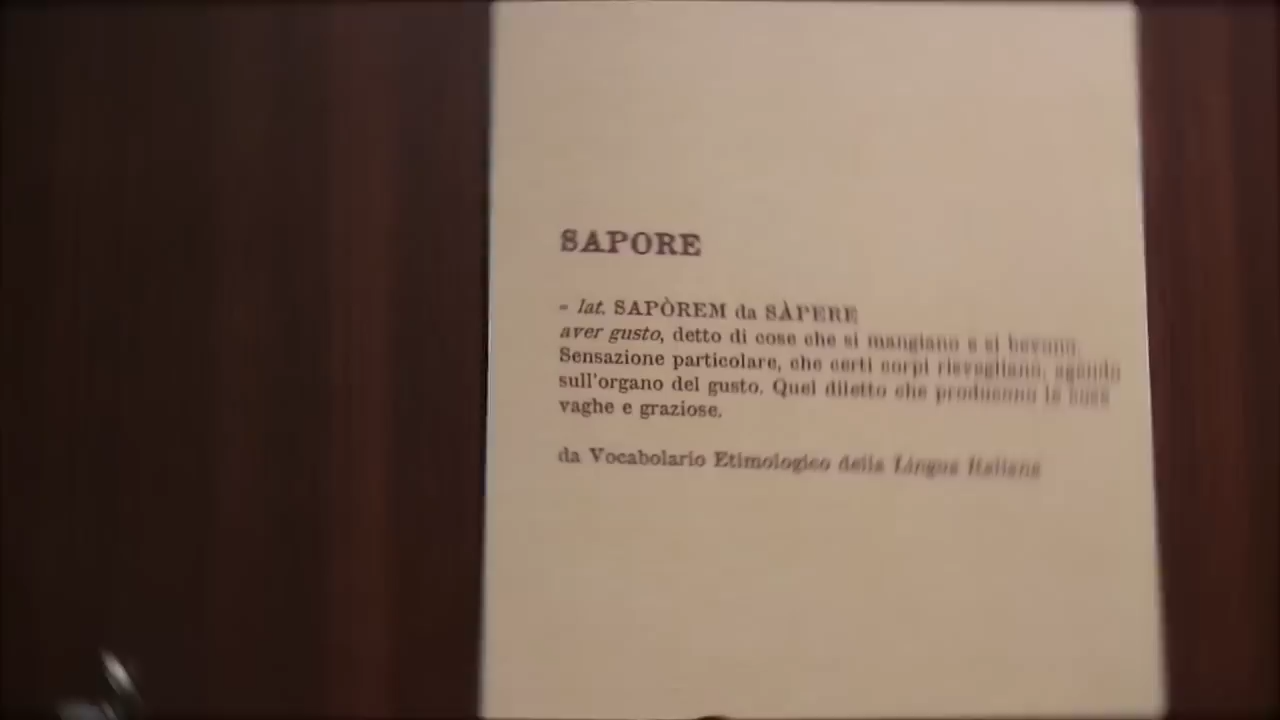 SAPORE
- lat. SAPÒREM da SÀPERE
aver gusto, detto di cose che si mangiano e si bevono.
Sensazione particolare, che certi corpi risvegliano, agendo
sull'organo del gusto. Quel diletto che producono le cose
vaghe e graziose.
da Vocabolario Etimologico della Lingua Italiana